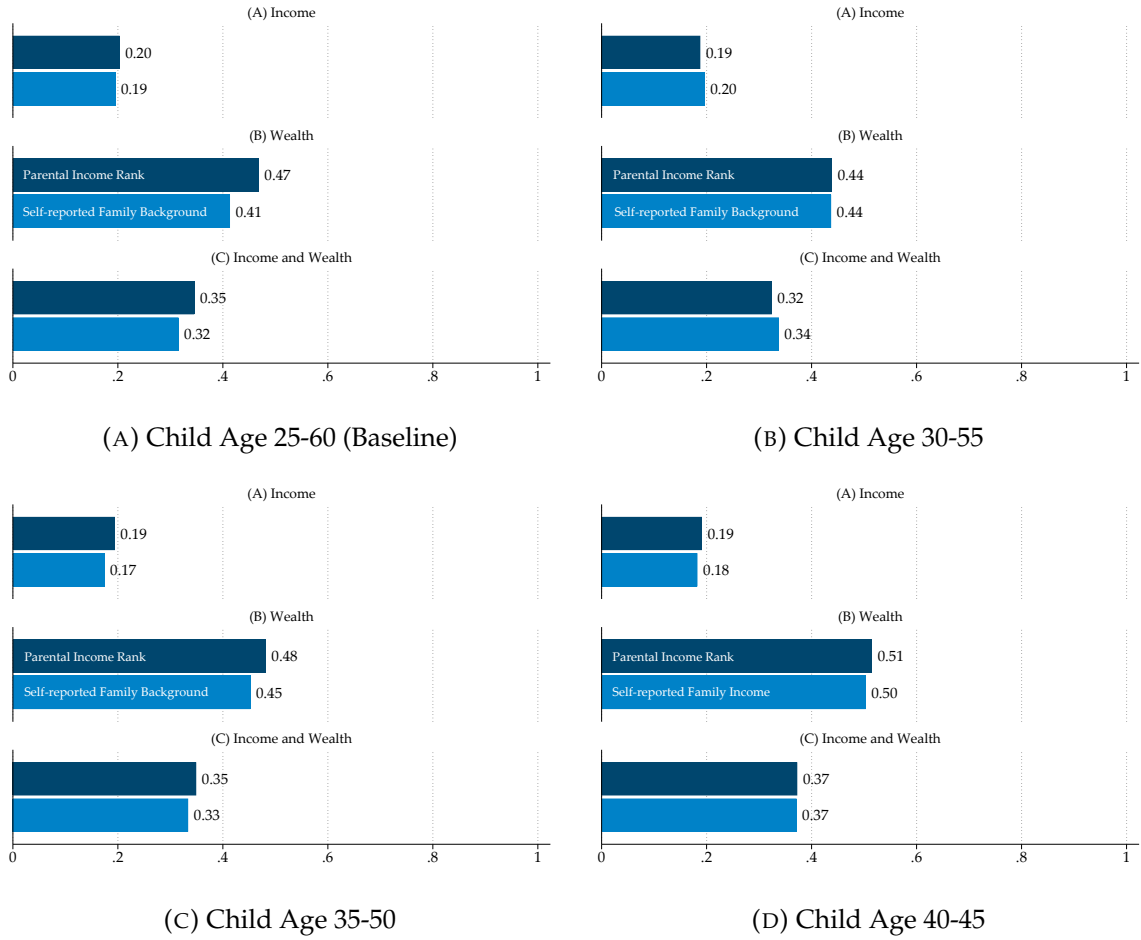 (A) Income
0.20
0.19
(B) Wealth
Parental Income Rank 0.47
Self-reported Family Background 0.41
(C) Income and Wealth
0.35
0.32
0 .2 .4 .6 .8 1
(A) Child Age 25-60 (Baseline)
(A) Income
0.19
0.20
(B) Wealth
Parental Income Rank 0.44
Self-reported Family Background 0.44
(C) Income and Wealth
0.32
0.34
0 .2 .4 .6 .8 1
(B) Child Age 30-55
(A) Income
0.19
0.17
(B) Wealth
Parental Income Rank 0.48
Self-reported Family Background 0.45
(C) Income and Wealth
0.35
0.33
0 .2 .4 .6 .8 1
(C) Child Age 35-50
(A) Income
0.19
0.18
(B) Wealth
Parental Income Rank 0.51
Self-reported Family Income 0.50
(C) Income and Wealth
0.37
0.37
0 .2 .4 .6 .8 1
(D) Child Age 40-45